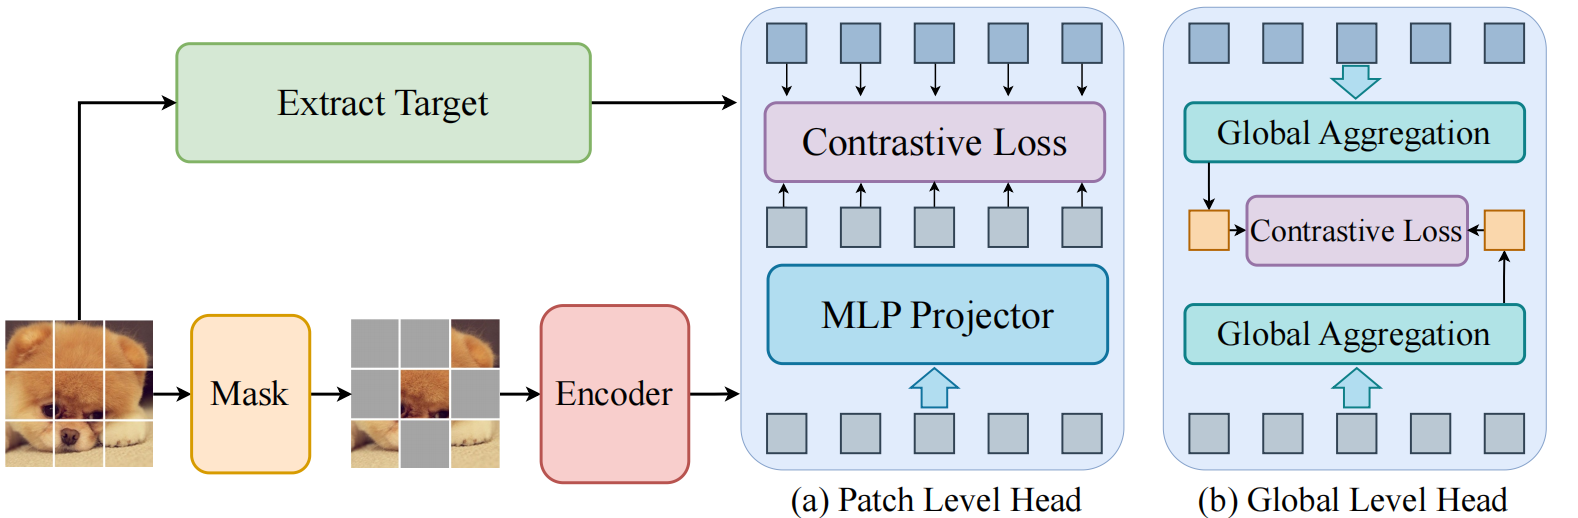 Extract Target
Mask
Encoder
Contrastive Loss
MLP Projector
(a) Patch Level Head
Global Aggregation
Contrastive Loss
Global Aggregation
(b) Global Level Head